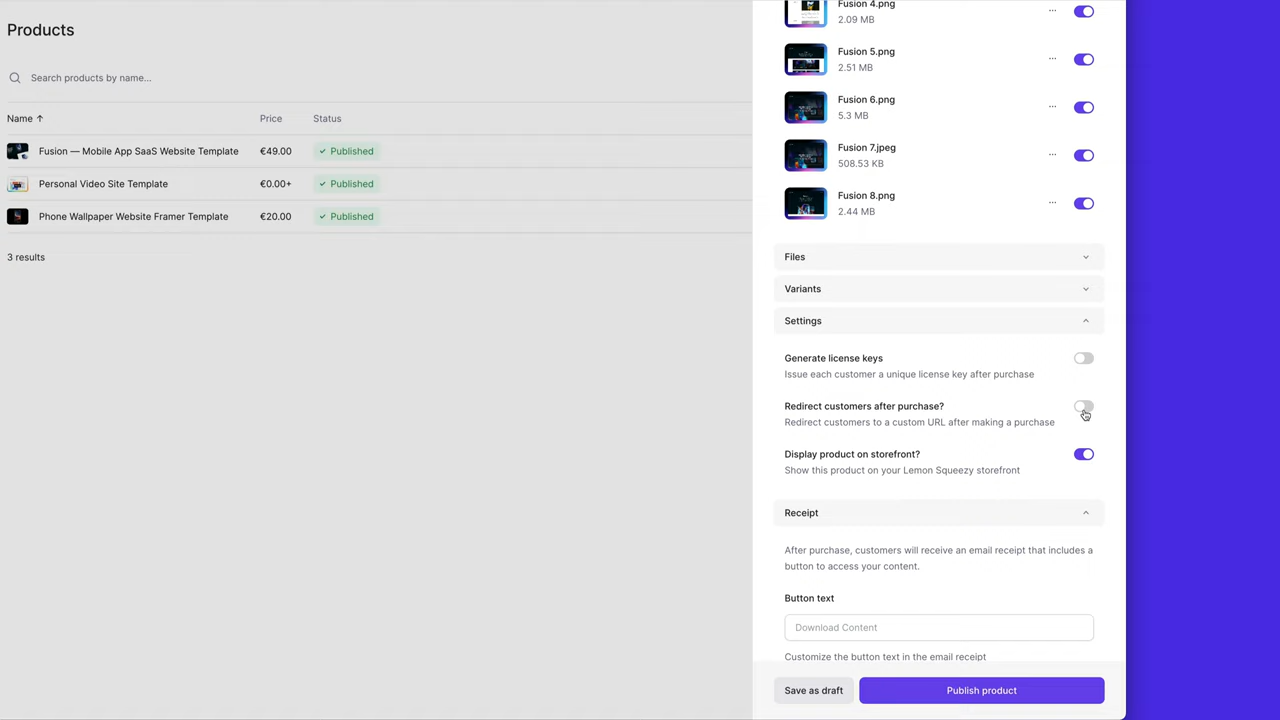 Products
Search products by name...
Name ↑ Price Status
Fusion — Mobile App SaaS Website Template €49.00 ✓ Published
Personal Video Site Template €0.00+ ✓ Published
Phone Wallpaper Website Framer Template €20.00 ✓ Published
3 results
Fusion 4.png
2.09 MB
Fusion 5.png
2.51 MB
Fusion 6.png
5.3 MB
Fusion 7.jpeg
508.53 KB
Fusion 8.png
2.44 MB
Files
Variants
Settings
Generate license keys
Issue each customer a unique license key after purchase
Redirect customers after purchase?
Redirect customers to a custom URL after making a purchase
Display product on storefront?
Show this product on your Lemon Squeezy storefront
Receipt
After purchase, customers will receive an email receipt that includes a
button to access your content.
Button text
Download Content
Customize the button text in the email receipt
Save as draft Publish product